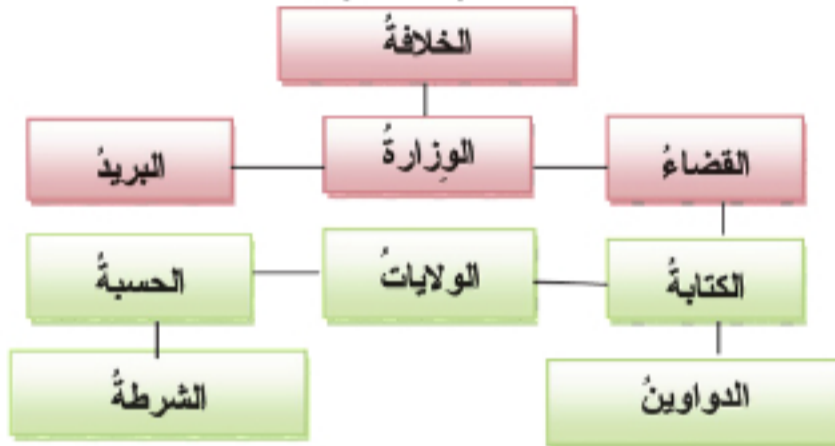 الخلافةُ
القضاءُ
الوِزارةُ
البريدُ
الكتابةُ
الولاياتُ
الحسبةُ
الدواوينُ
الشرطةُ